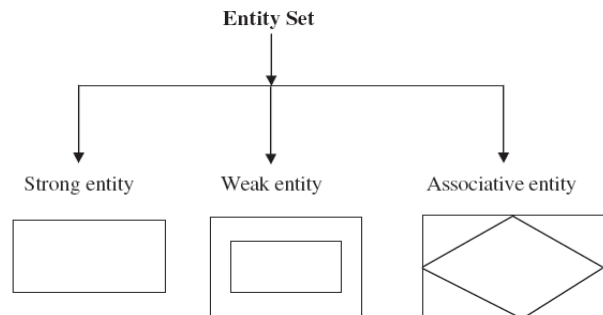 Entity Set
Strong entity
Weak entity
Associative entity